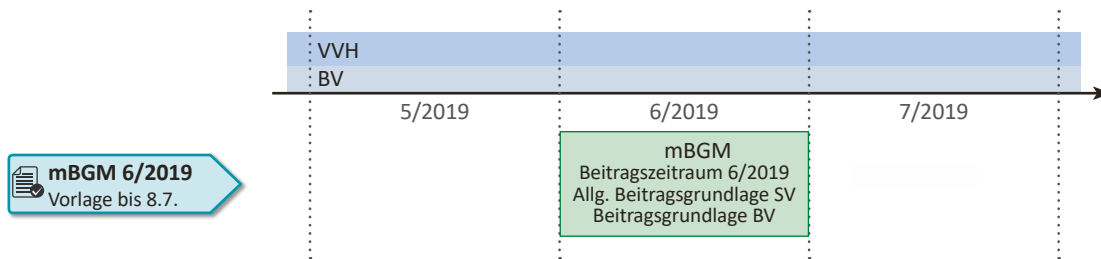 VVH
BV
5/2019
6/2019
7/2019
mBGM 6/2019
Vorlage bis 8.7.
mBGM
Beitragszeitraum 6/2019
Allg. Beitragsgrundlage SV
Beitragsgrundlage BV